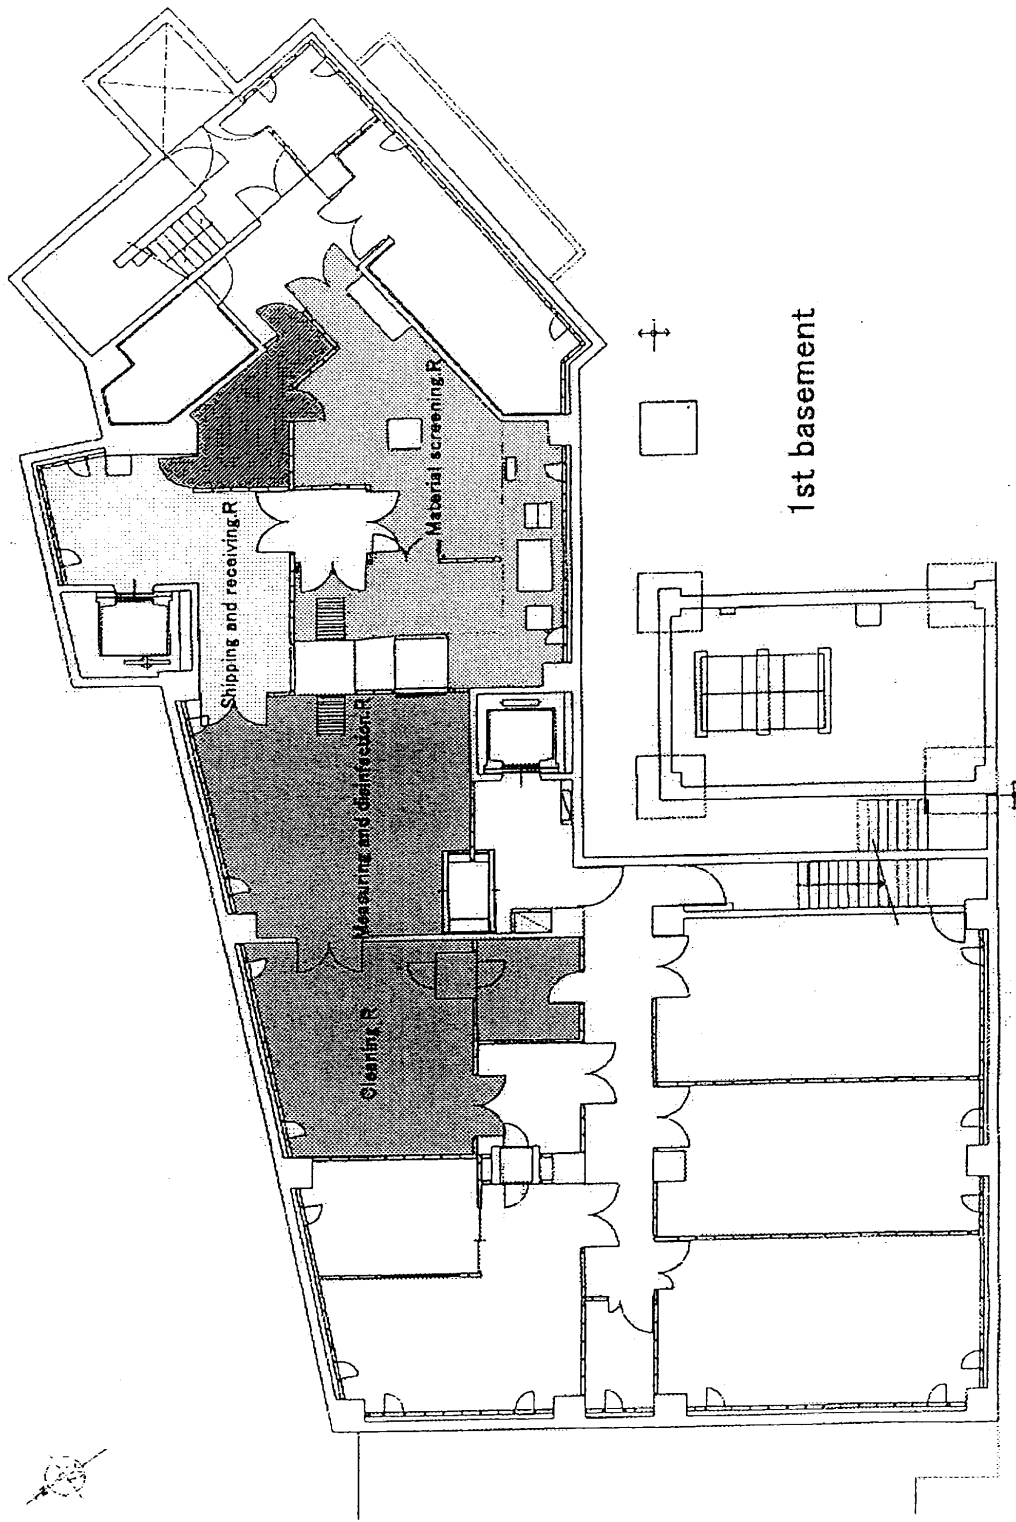 Shipping and receiving.R
Material screening.R
Measuring and disinfection.R
Cleaning.R
1st basement